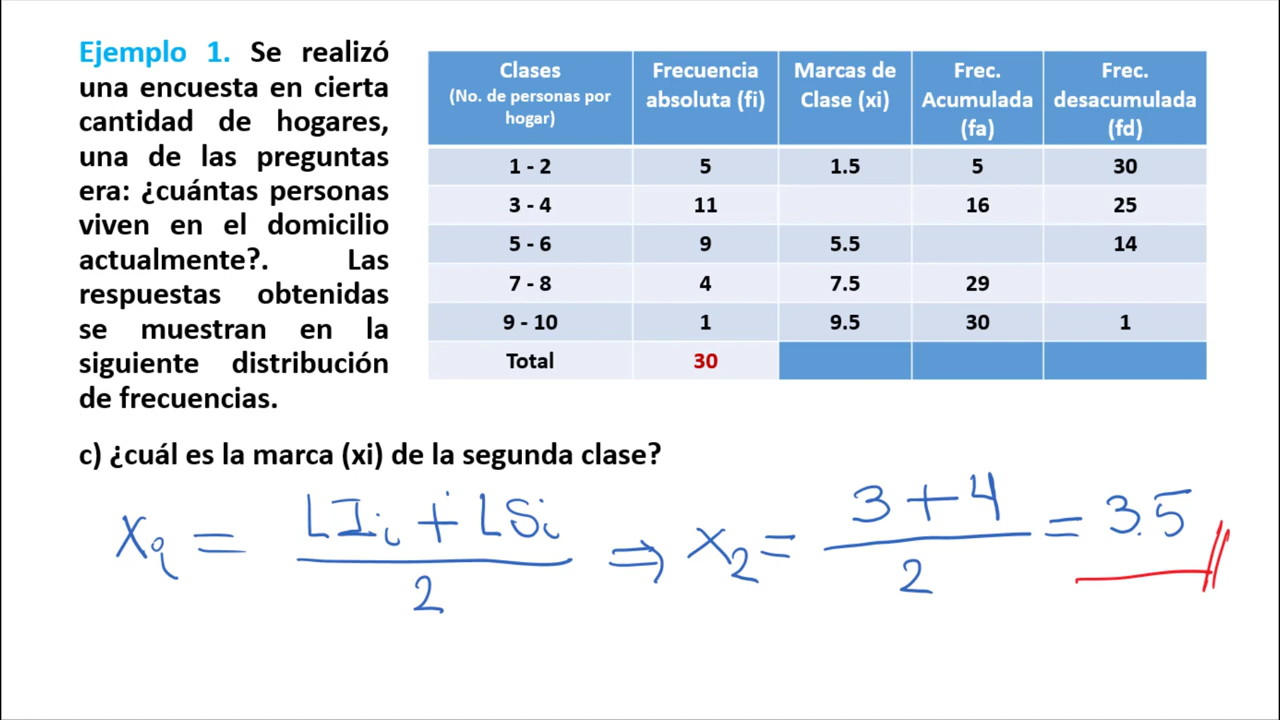 Ejemplo 1. Se realizó
una encuesta en cierta
cantidad de hogares,
una de las preguntas
era: ¿cuántas personas
viven en el domicilio
actualmente?. Las
respuestas obtenidas
se muestran en la
siguiente distribución
de frecuencias.
Clases (No. de personas por hogar) Frecuencia absoluta (fi) Marcas de Clase (xi) Frec. Acumulada (fa) Frec. desacumulada (fd)
1 - 2 5 1.5 5 30
3 - 4 11 16 25
5 - 6 9 5.5 14
7 - 8 4 7.5 29
9 - 10 1 9.5 30 1
Total 30
c) ¿cuál es la marca (xi) de la segunda clase?
Xi = (LIi + LSi) / 2 ⇒ X2 = (3 + 4) / 2 = 3.5